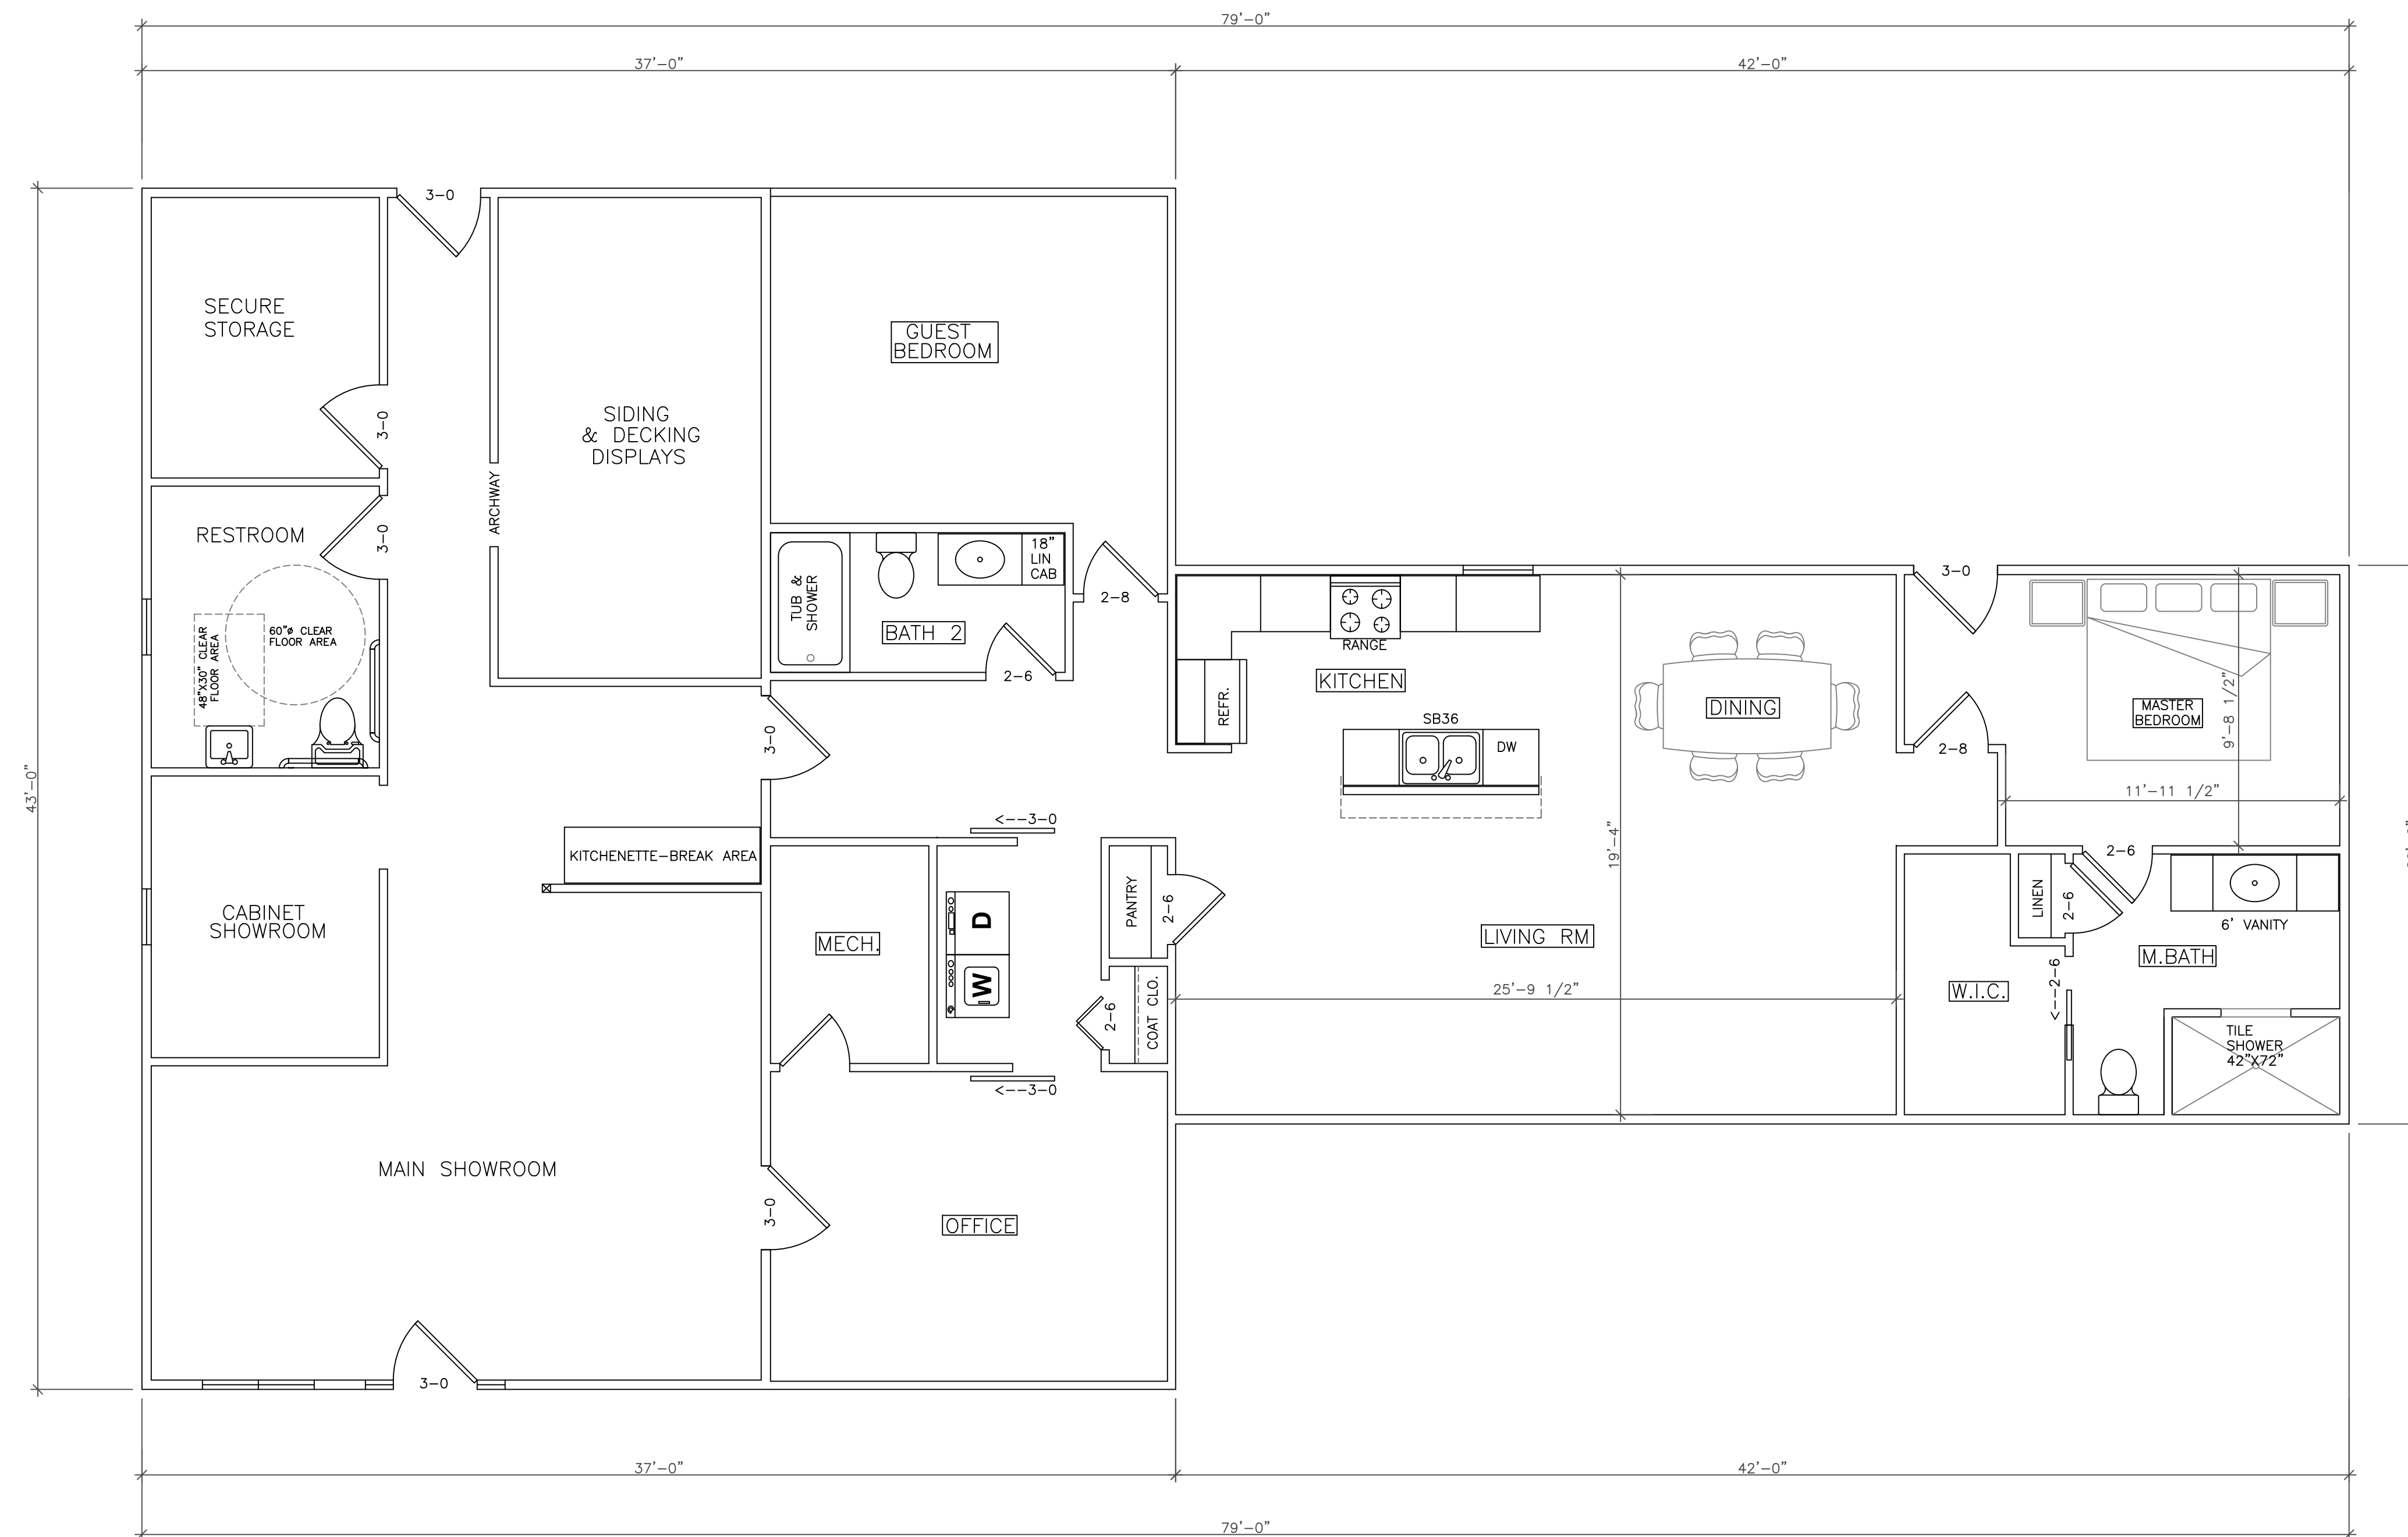 79'-0"
37'-0"
42'-0"
3-0
SECURE
STORAGE
GUEST
BEDROOM
3-0
SIDING
& DECKING
DISPLAYS
ARCHWAY
RESTROOM
3-0
18"
LIN
CAB
TUB &
SHOWER
BATH 2
2-8
2-6
60"ø CLEAR
FLOOR AREA
48"X30" CLEAR
FLOOR AREA
3-0
RANGE
KITCHEN
REFR.
SB36
DW
DINING
3-0
2-8
MASTER
BEDROOM
9'-8 1/2"
11'-11 1/2"
43'-0"
3-0
<--3-0
KITCHENETTE-BREAK AREA
19'-4"
2-6
CABINET
SHOWROOM
MECH.
D
W
PANTRY
2-6
LIVING RM
LINEN
2-6
6' VANITY
M.BATH
W.I.C.
<--2-6
25'-9 1/2"
2-6
COAT CLO.
TILE
SHOWER
42"X72"
<--3-0
MAIN SHOWROOM
3-0
OFFICE
3-0
37'-0"
42'-0"
79'-0"